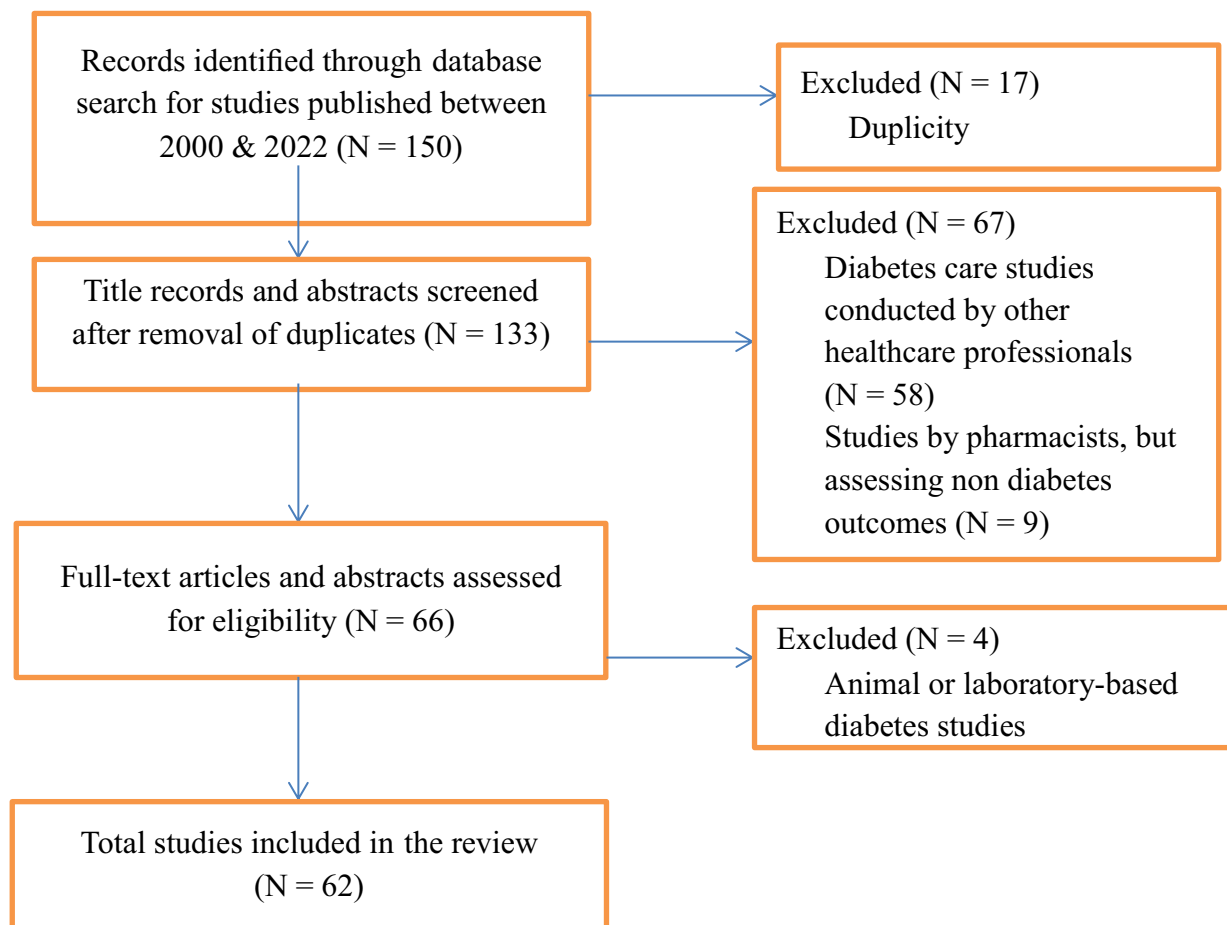 Records identified through database
search for studies published between
2000 & 2022 (N = 150)
Excluded (N = 17)
Duplicity
Title records and abstracts screened
after removal of duplicates (N = 133)
Excluded (N = 67)
Diabetes care studies
conducted by other
healthcare professionals
(N = 58)
Studies by pharmacists, but
assessing non diabetes
outcomes (N = 9)
Full-text articles and abstracts assessed
for eligibility (N = 66)
Excluded (N = 4)
Animal or laboratory-based
diabetes studies
Total studies included in the review
(N = 62)